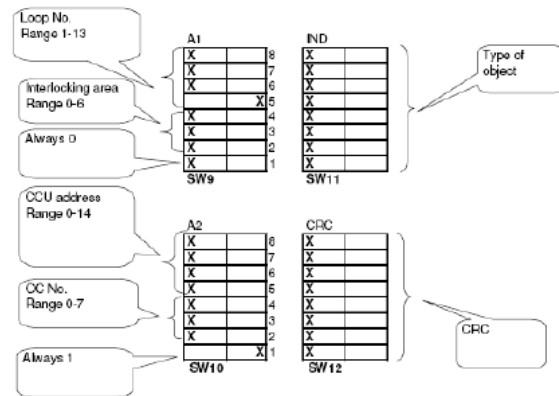 Loop No.
Range 1-13
A1
IND
Type of
object
X 8 X
X 7 X
X 6 X
X 5 X
X 4 X
X 3 X
X 2 X
X 1 X
SW9
SW11
Interlocking area
Range 0-6
Always 0
CCU address
Range 0-14
A2
CRC
X 8 X
X 7 X
X 6 X
X 5 X
X 4 X
X 3 X
X 2 X
X 1 X
SW10
SW12
OC No.
Range 0-7
Always 1
CRC